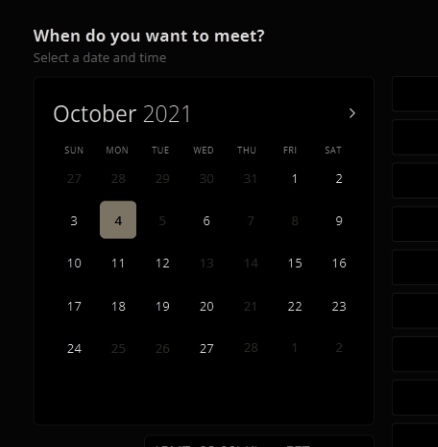 When do you want to meet?
Select a date and time
October 2021 >
SUN MON TUE WED THU FRI SAT
27 28 29 30 31 1 2
3 4 5 6 7 8 9
10 11 12 13 14 15 16
17 18 19 20 21 22 23
24 25 26 27 28 1 2